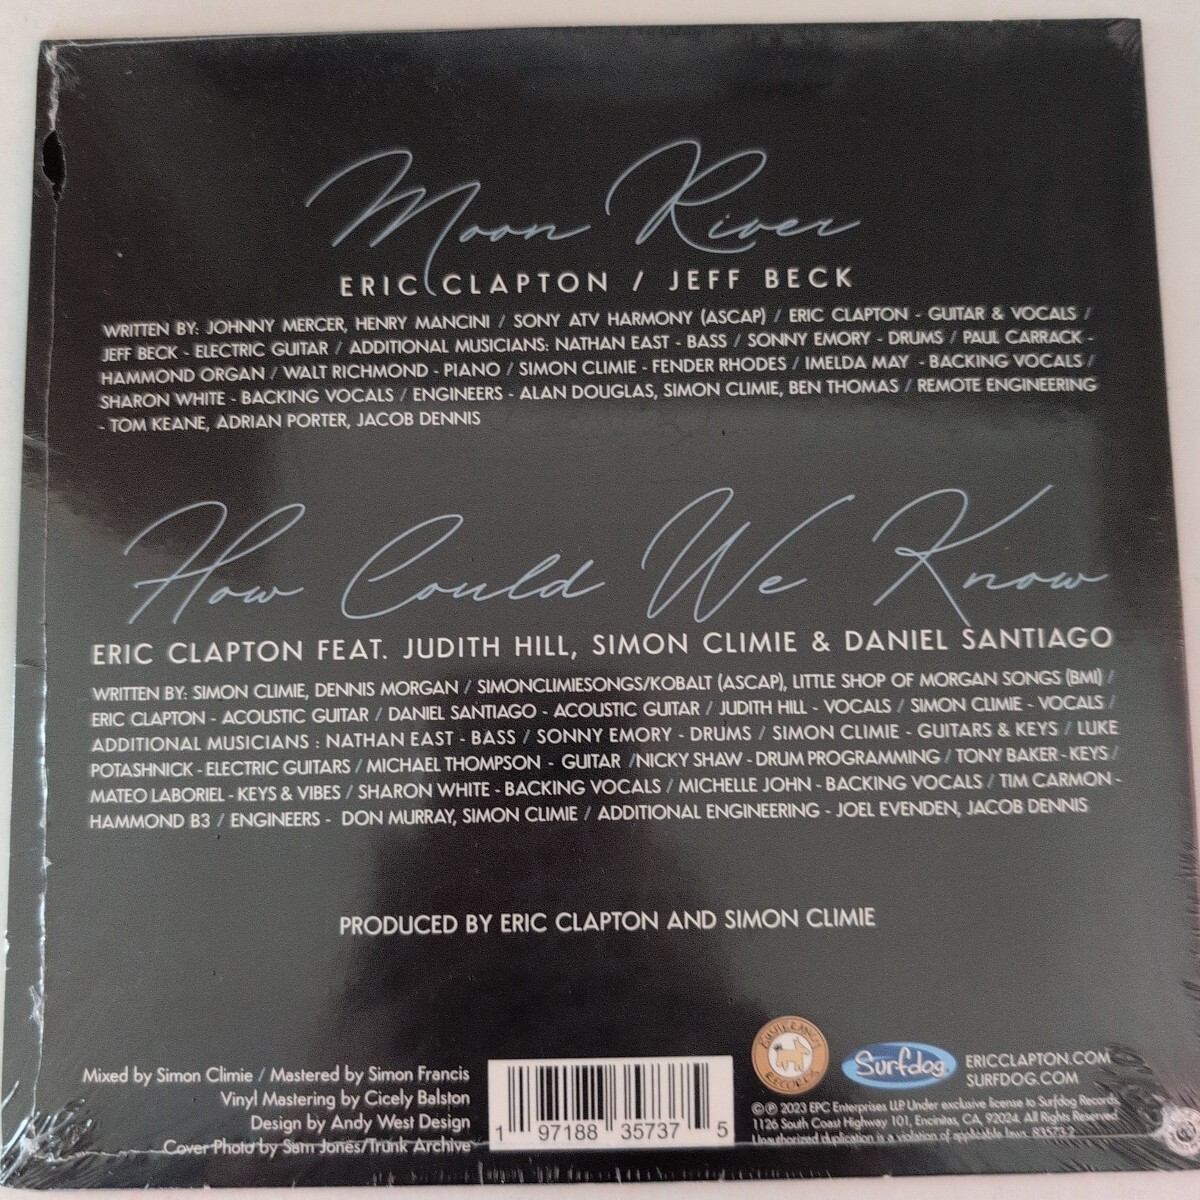 Moon River
ERIC CLAPTON / JEFF BECK
WRITTEN BY: JOHNNY MERCER, HENRY MANCINI / SONY ATV HARMONY (ASCAP) / ERIC CLAPTON - GUITAR & VOCALS /
JEFF BECK - ELECTRIC GUITAR / ADDITIONAL MUSICIANS: NATHAN EAST - BASS / SONNY EMORY - DRUMS / PAUL CARRACK -
HAMMOND ORGAN / WALT RICHMOND - PIANO / SIMON CLIMIE - FENDER RHODES / IMELDA MAY - BACKING VOCALS /
SHARON WHITE - BACKING VOCALS / ENGINEERS - ALAN DOUGLAS, SIMON CLIMIE, BEN THOMAS / REMOTE ENGINEERING
- TOM KEANE, ADRIAN PORTER, JACOB DENNIS
How Could We Know
ERIC CLAPTON FEAT. JUDITH HILL, SIMON CLIMIE & DANIEL SANTIAGO
WRITTEN BY: SIMON CLIMIE, DENNIS MORGAN / SIMONCLIMIESONGS/KOBALT (ASCAP), LITTLE SHOP OF MORGAN SONGS (BMI) /
ERIC CLAPTON - ACOUSTIC GUITAR / DANIEL SANTIAGO - ACOUSTIC GUITAR / JUDITH HILL - VOCALS / SIMON CLIMIE - VOCALS /
ADDITIONAL MUSICIANS : NATHAN EAST - BASS / SONNY EMORY - DRUMS / SIMON CLIMIE - GUITARS & KEYS / LUKE
POTASHNICK - ELECTRIC GUITARS / MICHAEL THOMPSON - GUITAR /NICKY SHAW - DRUM PROGRAMMING / TONY BAKER - KEYS /
MATEO LABORIEL - KEYS & VIBES / SHARON WHITE - BACKING VOCALS / MICHELLE JOHN - BACKING VOCALS / TIM CARMON -
HAMMOND B3 / ENGINEERS - DON MURRAY, SIMON CLIMIE / ADDITIONAL ENGINEERING - JOEL EVENDEN, JACOB DENNIS
PRODUCED BY ERIC CLAPTON AND SIMON CLIMIE
Mixed by Simon Climie / Mastered by Simon Francis
Vinyl Mastering by Cicely Balston
Design by Andy West Design
Cover Photo by Sam Jones/Trunk Archive
1 97188 35737 5
BUSHBRANCH
RECORDS
Surfdog
ERICCLAPTON.COM
SURFDOG.COM
© ℗ 2023 EPC Enterprises LLP Under exclusive license to Surfdog Records
1126 South Coast Highway 101, Encinitas, CA, 92024. All Rights Reserved
Unauthorized duplication is a violation of applicable laws. 83573-2